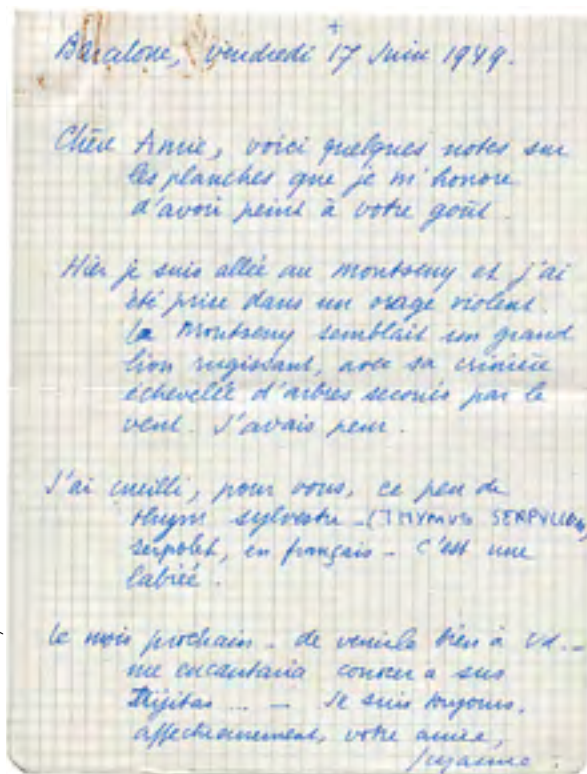 Barcelone, vendredi 17 Juin 1949.
Chère Annie, voici quelques notes sur
les planches que je m'honore
d'avoir peint à votre goût.
Hier je suis allée au Montseny et j'ai
été prise dans un orage violent.
Le Montseny semblait un grand
lion rugissant, avec sa crinière
échevelée d'arbres secoués par le
vent. J'avais peur.
J'ai cueilli, pour vous, ce peu de
thym sylvestre - (THYMUS SERPYLLUM)
serpolet, en français - C'est une
labiée.
Le mois prochain - de bien à Vd. -
me encantaria conocer a sus
hijitas ... - Je suis toujours,
affectueusement, votre amie,
Suzanne.